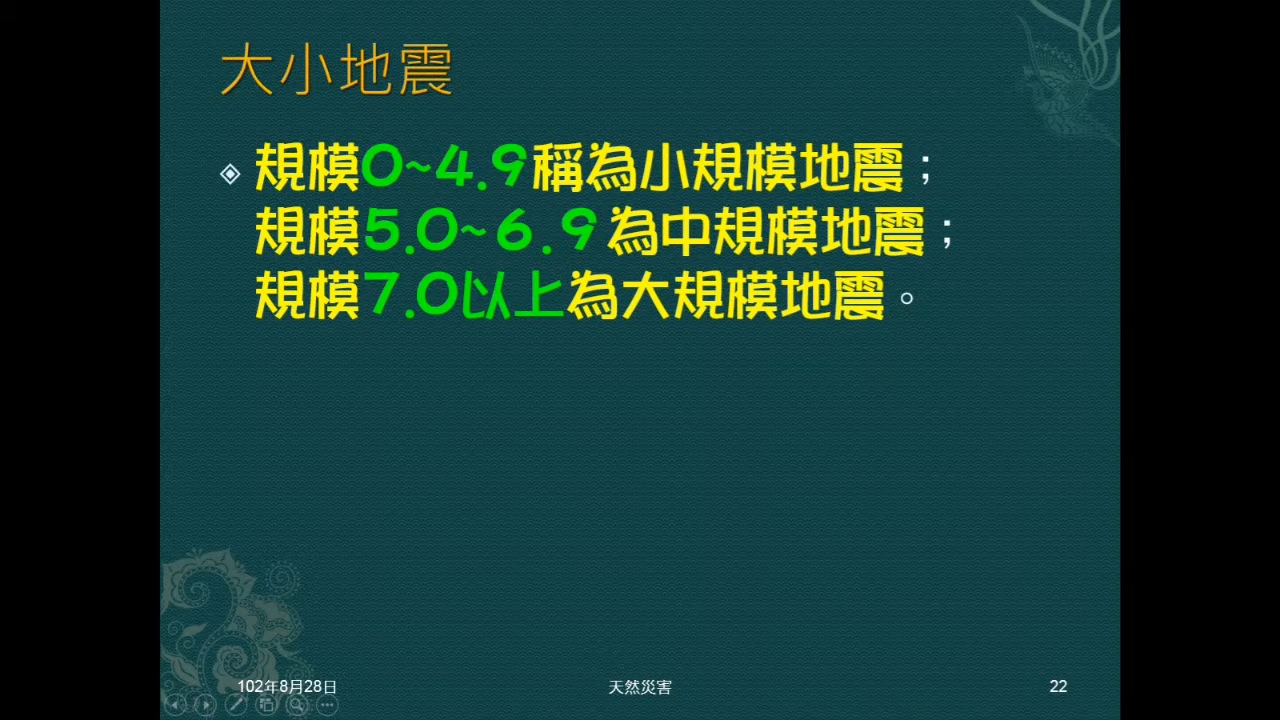 大小地震
規模0~4.9稱為小規模地震；
規模5.0~6.9為中規模地震；
規模7.0以上為大規模地震。
102年8月28日
天然災害
22